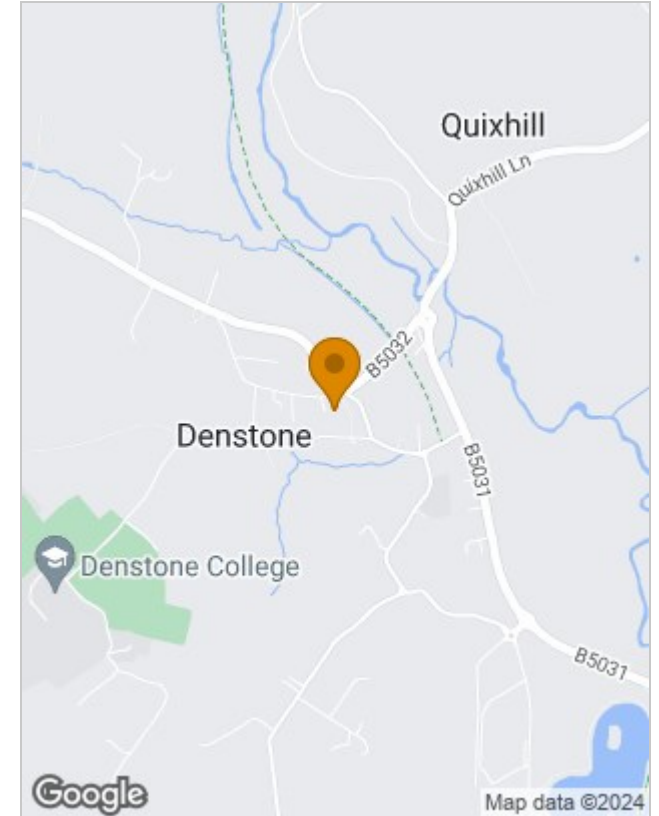 Quixhill
Quixhill Ln
B5032
Denstone
B5031
Denstone College
B5031
Google
Map data ©2024